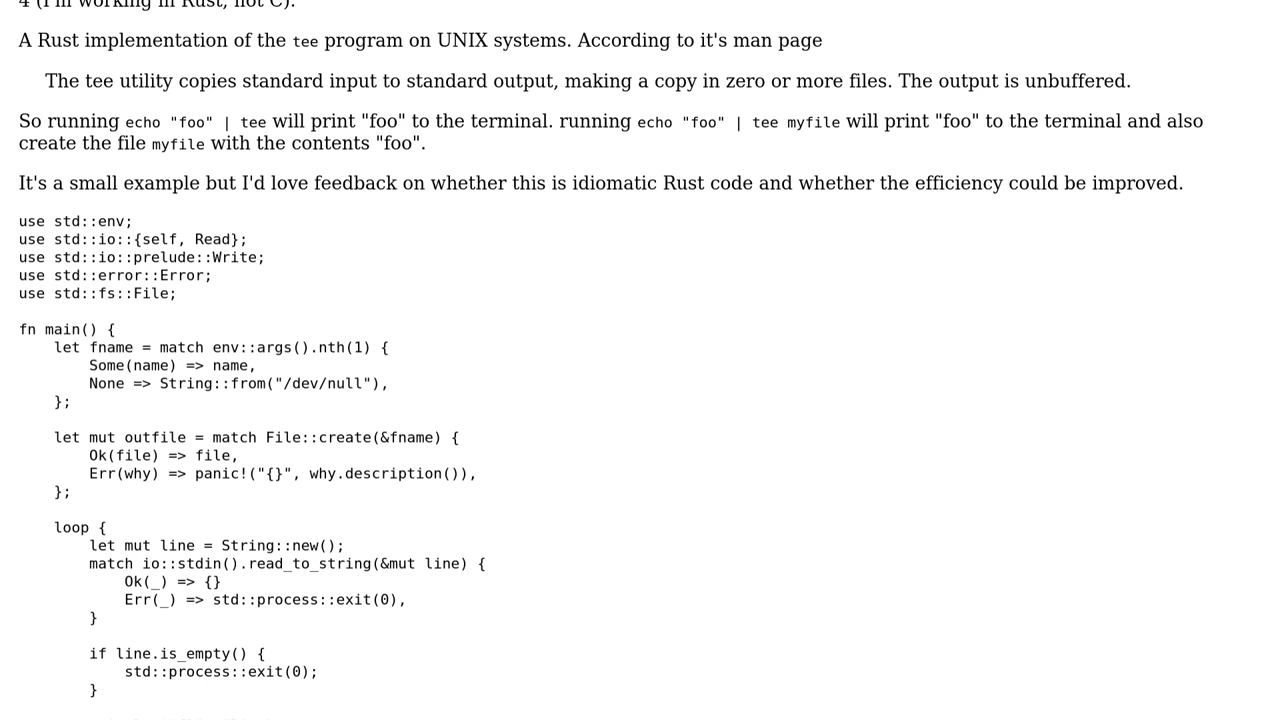 4 (I'm working in Rust, not C).
A Rust implementation of the tee program on UNIX systems. According to it's man page
The tee utility copies standard input to standard output, making a copy in zero or more files. The output is unbuffered.
So running echo "foo" | tee will print "foo" to the terminal. running echo "foo" | tee myfile will print "foo" to the terminal and also
create the file myfile with the contents "foo".
It's a small example but I'd love feedback on whether this is idiomatic Rust code and whether the efficiency could be improved.
use std::env;
use std::io::{self, Read};
use std::io::prelude::Write;
use std::error::Error;
use std::fs::File;
fn main() {
    let fname = match env::args().nth(1) {
        Some(name) => name,
        None => String::from("/dev/null"),
    };
    let mut outfile = match File::create(&fname) {
        Ok(file) => file,
        Err(why) => panic!("{}", why.description()),
    };
    loop {
        let mut line = String::new();
        match io::stdin().read_to_string(&mut line) {
            Ok(_) => {}
            Err(_) => std::process::exit(0),
        }
        if line.is_empty() {
            std::process::exit(0);
        }